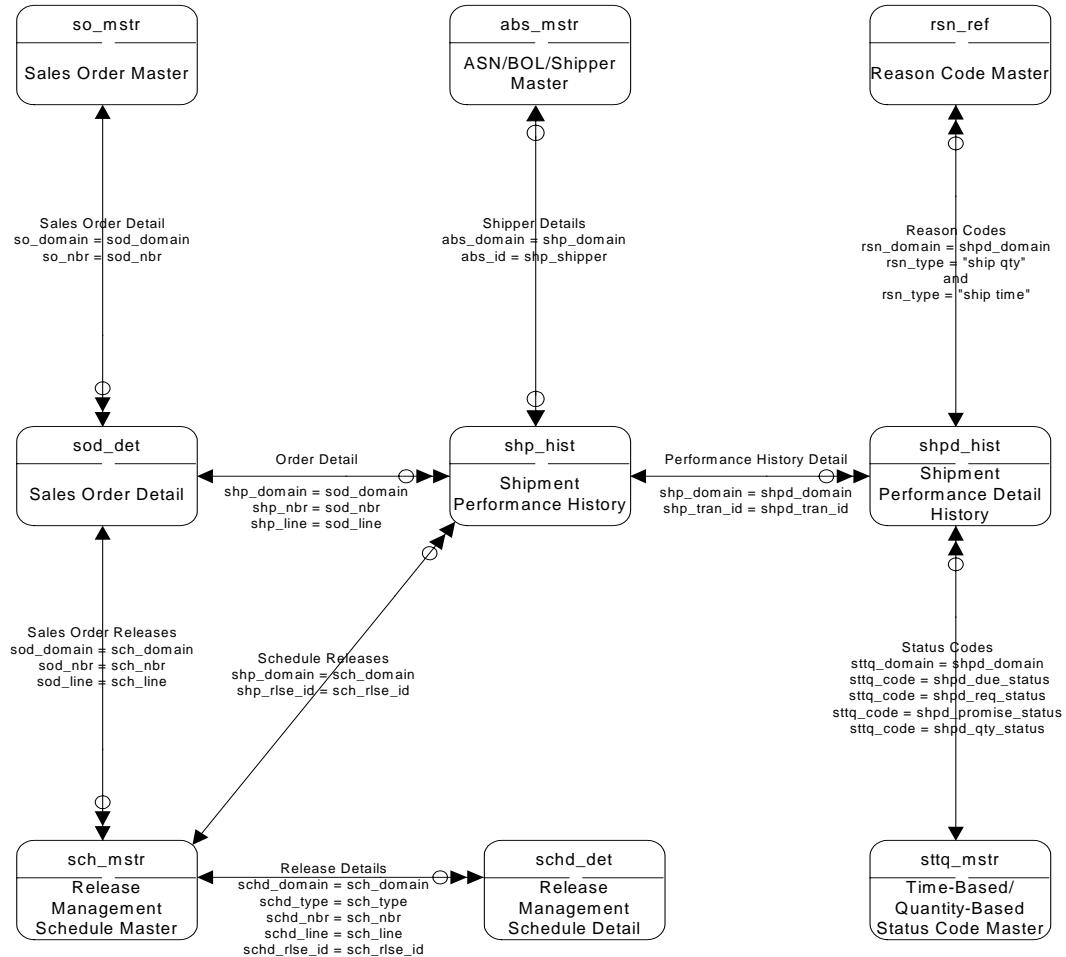 so_mstr
Sales Order Master
abs_mstr
ASN/BOL/Shipper
Master
rsn_ref
Reason Code Master
Sales Order Detail
so_domain = sod_domain
so_nbr = sod_nbr
Shipper Details
abs_domain = shp_domain
abs_id = shp_shipper
Reason Codes
rsn_domain = shpd_domain
rsn_type = "ship qty"
and
rsn_type = "ship time"
sod_det
Sales Order Detail
Order Detail
shp_domain = sod_domain
shp_nbr = sod_nbr
shp_line = sod_line
shp_hist
Shipment
Performance History
Performance History Detail
shp_domain = shpd_domain
shp_tran_id = shpd_tran_id
shpd_hist
Shipment
Performance Detail
History
Sales Order Releases
sod_domain = sch_domain
sod_nbr = sch_nbr
sod_line = sch_line
Schedule Releases
shp_domain = sch_domain
shp_rlse_id = sch_rlse_id
Status Codes
sttq_domain = shpd_domain
sttq_code = shpd_due_status
sttq_code = shpd_req_status
sttq_code = shpd_promise_status
sttq_code = shpd_qty_status
sch_mstr
Release
Management
Schedule Master
Release Details
schd_domain = sch_domain
schd_type = sch_type
schd_nbr = sch_nbr
schd_line = sch_line
schd_rlse_id = sch_rlse_id
schd_det
Release
Management
Schedule Detail
sttq_mstr
Time-Based/
Quantity-Based
Status Code Master